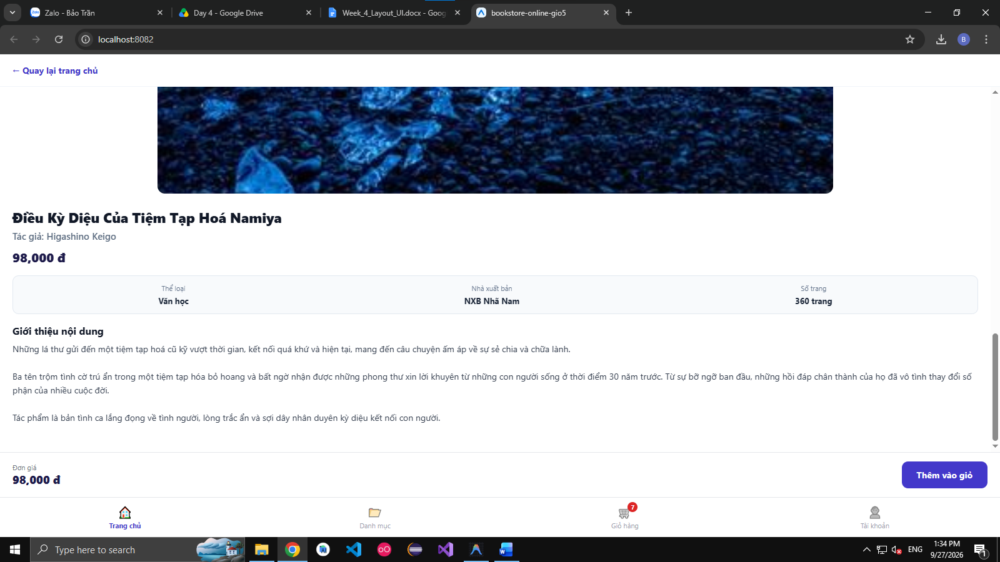 Zalo - Bảo Trần
Day 4 - Google Drive
Week_4_Layout_UI.docx - Goog
bookstore-online-gio5
localhost:8082
B
← Quay lại trang chủ
Điều Kỳ Diệu Của Tiệm Tạp Hoá Namiya
Tác giả: Higashino Keigo
98,000 đ
Thể loại
Văn học
Nhà xuất bản
NXB Nhã Nam
Số trang
360 trang
Giới thiệu nội dung
Những lá thư gửi đến một tiệm tạp hoá cũ kỹ vượt thời gian, kết nối quá khứ và hiện tại, mang đến câu chuyện ấm áp về sự sẻ chia và chữa lành.
Ba tên trộm tình cờ trú ẩn trong một tiệm tạp hóa bỏ hoang và bất ngờ nhận được những phong thư xin lời khuyên từ những con người sống ở thời điểm 30 năm trước. Từ sự bỡ ngỡ ban đầu, những hồi đáp chân thành của họ đã vô tình thay đổi số
phận của nhiều cuộc đời.
Tác phẩm là bản tình ca lắng đọng về tình người, lòng trắc ẩn và sợi dây nhân duyên kỳ diệu kết nối con người.
Đơn giá
98,000 đ
Thêm vào giỏ
Trang chủ
Danh mục
7
Giỏ hàng
Tài khoản
Type here to search
ENG
1:34 PM
9/27/2026
1